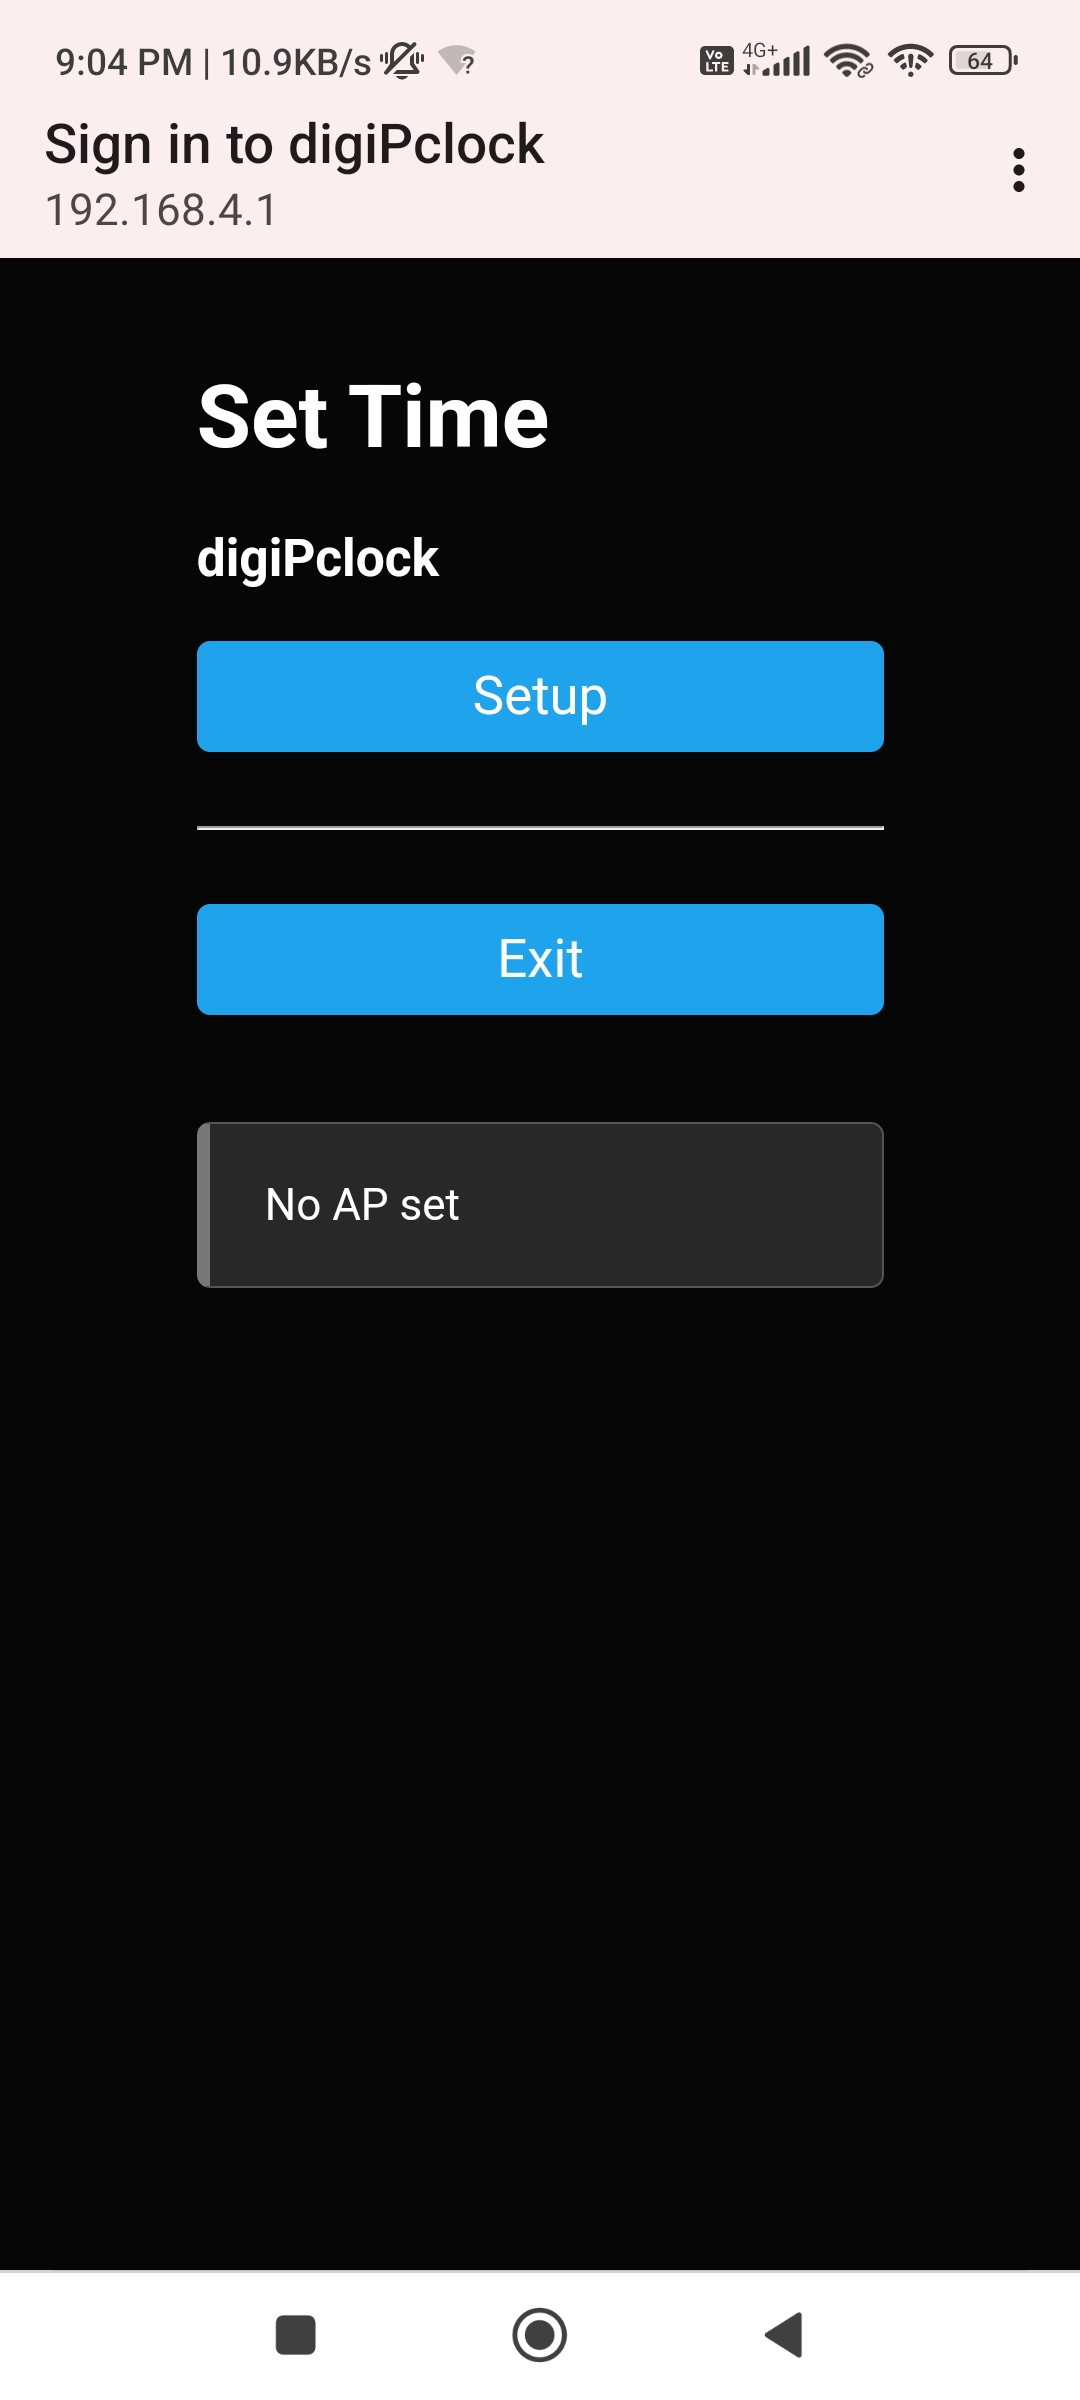 9:04 PM | 10.9KB/s
Vo LTE
4G+
64
Sign in to digiPclock
192.168.4.1
Set Time
digiPclock
Setup
Exit
No AP set